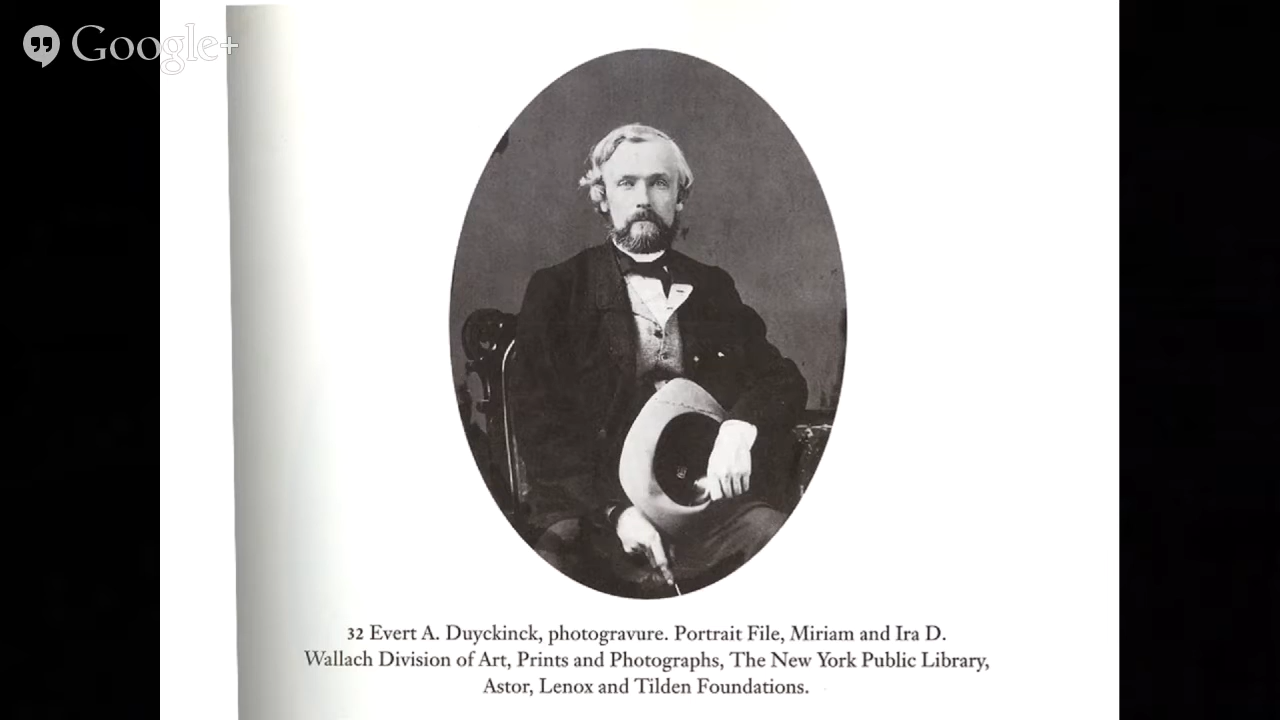 Google+
32 Evert A. Duyckinck, photogravure. Portrait File, Miriam and Ira D.
Wallach Division of Art, Prints and Photographs, The New York Public Library,
Astor, Lenox and Tilden Foundations.